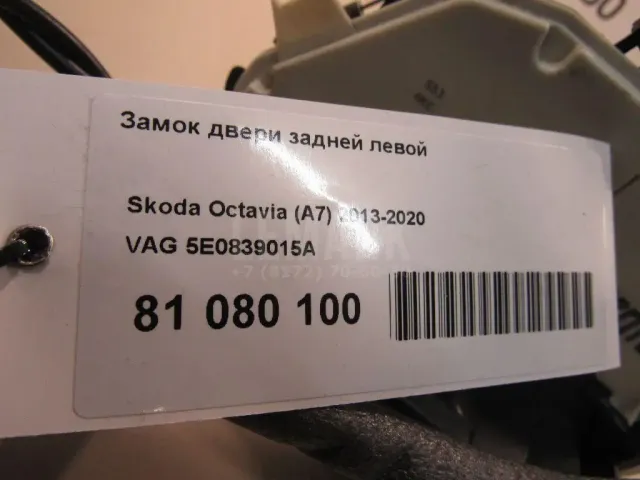 Замок двери задней левой
Skoda Octavia (A7) 2013-2020
VAG 5E0839015A
81 080 100